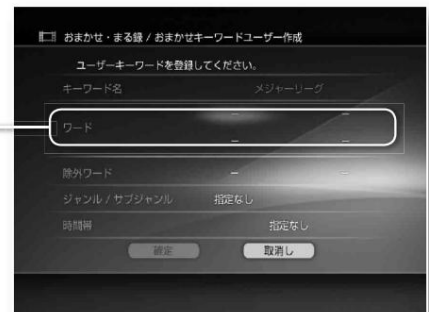 おまかせ・まる録 / おまかせキーワードユーザー作成
ユーザーキーワードを登録してください。
キーワード名 メジャーリーグ
ワード
除外ワード
ジャンル / サブジャンル 指定なし
時間帯 指定なし
確定 取消し